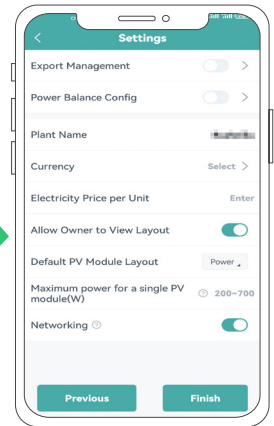 Settings
Export Management
Power Balance Config
Plant Name
Currency Select
Electricity Price per Unit Enter
Allow Owner to View Layout
Default PV Module Layout Power
Maximum power for a single PV
module(W) 200~700
Networking
Previous Finish